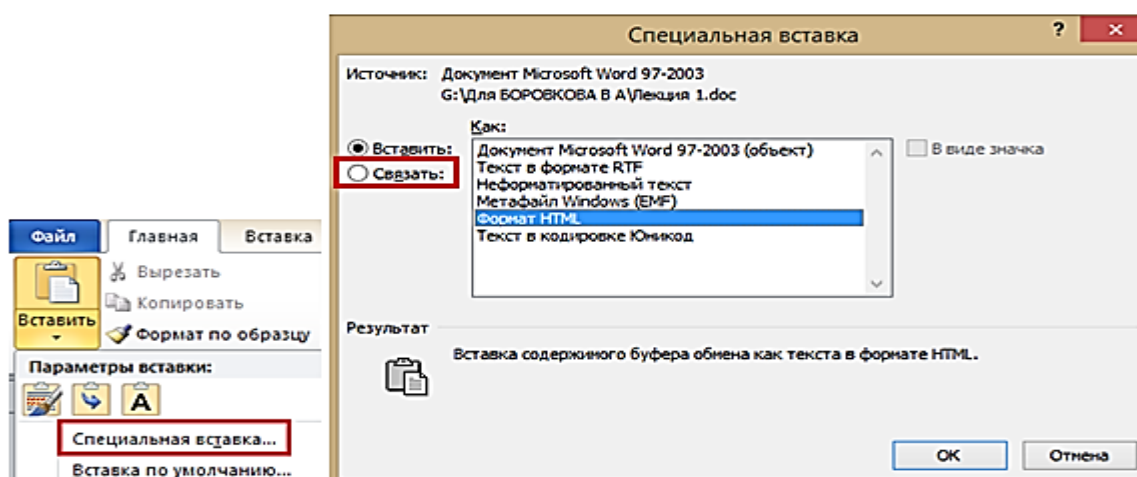 Специальная вставка
?
×
Источник: Документ Microsoft Word 97-2003
G:\Для БОРОВКОВА В А\Лекция 1.doc
Как:
Вставить:
Связать:
Документ Microsoft Word 97-2003 (объект)
Текст в формате RTF
Неформатированный текст
Метафайл Windows (EMF)
Формат HTML
Текст в кодировке Юникод
В виде значка
Результат
Вставка содержимого буфера обмена как текста в формате HTML.
ОК
Отмена
Файл Главная Вставка
Вырезать
Копировать
Вставить
Формат по образцу
Параметры вставки:
A
Специальная вставка...
Вставка по умолчанию...